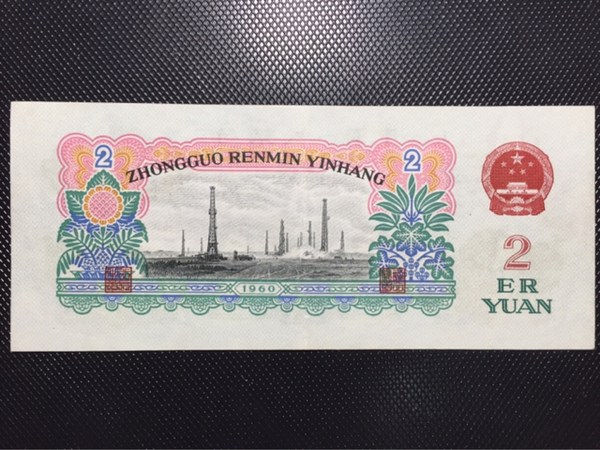 2
2
ZHONGGUO RENMIN YINHANG
1960
2
ER
YUAN